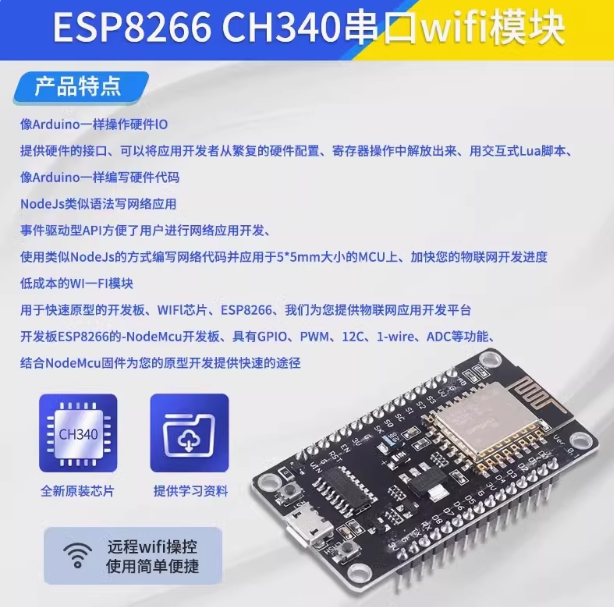 ESP8266 CH340串口wifi模块
产品特点
像Arduino一样操作硬件IO
提供硬件的接口、可以将应用开发者从繁复的硬件配置、寄存器操作中解放出来、用交互式Lua脚本、
像Arduino一样编写硬件代码
NodeJs类似语法写网络应用
事件驱动型API方便了用户进行网络应用开发、
使用类似NodeJs的方式编写网络代码并应用于5*5mm大小的MCU上、加快您的物联网开发进度
低成本的WI一FI模块
用于快速原型的开发板、WIFI芯片、ESP8266、我们为您提供物联网应用开发平台
开发板ESP8266的-NodeMcu开发板、具有GPIO、PWM、12C、1-wire、ADC等功能、
结合NodeMcu固件为您的原型开发提供快速的途径
CH340
全新原装芯片
提供学习资料
远程wifi操控
使用简单便捷